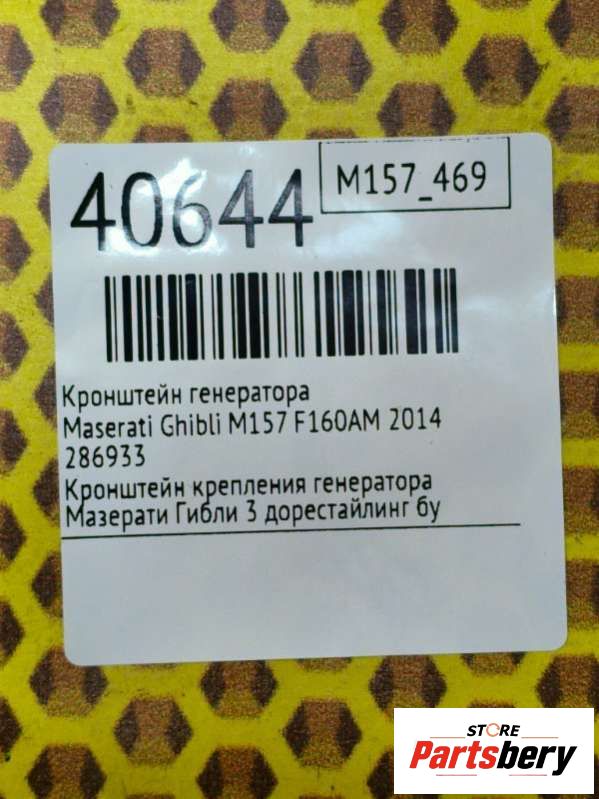 40644
M157_469
Кронштейн генератора
Maserati Ghibli M157 F160AM 2014
286933
Кронштейн крепления генератора
Мазерати Гибли 3 дорестайлинг бу
STORE
Partsbery